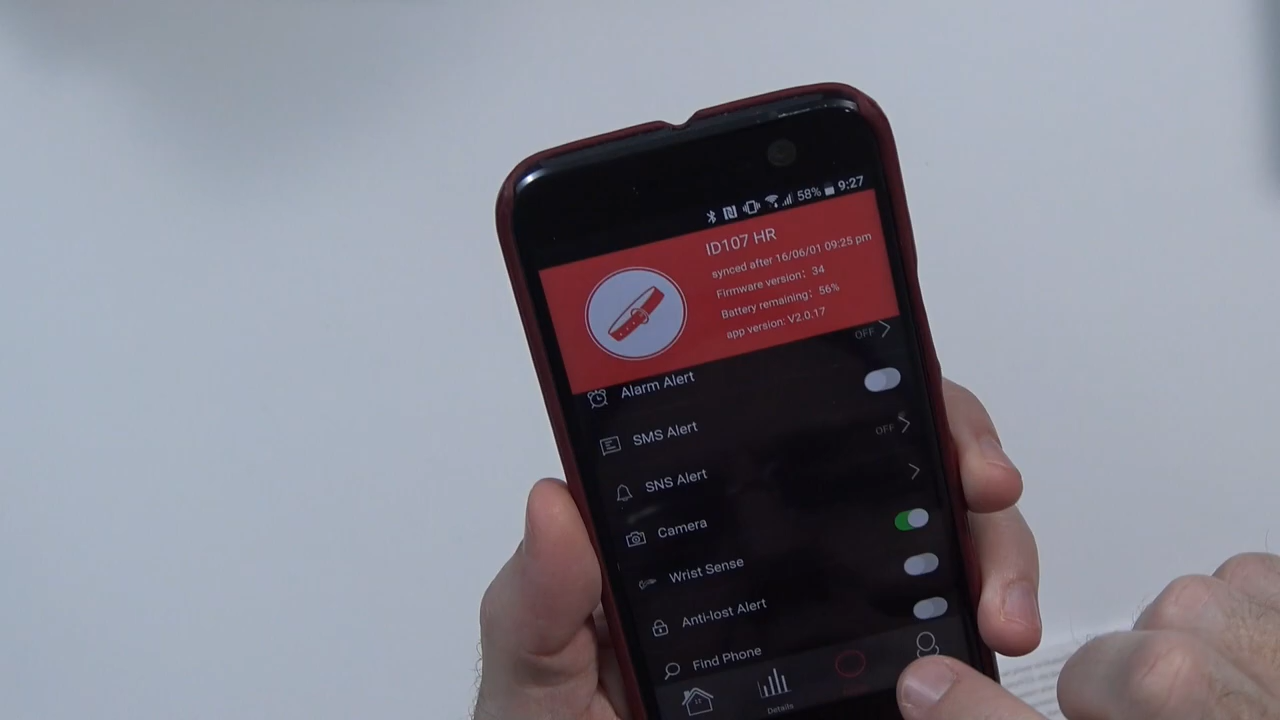 58% 9:27
ID107 HR
synced after 16/06/01 09:25 pm
Firmware version: 34
Battery remaining: 56%
app version: V2.0.17
OFF
Alarm Alert
SMS Alert
OFF
SNS Alert
Camera
Wrist Sense
Anti-lost Alert
Find Phone
Details